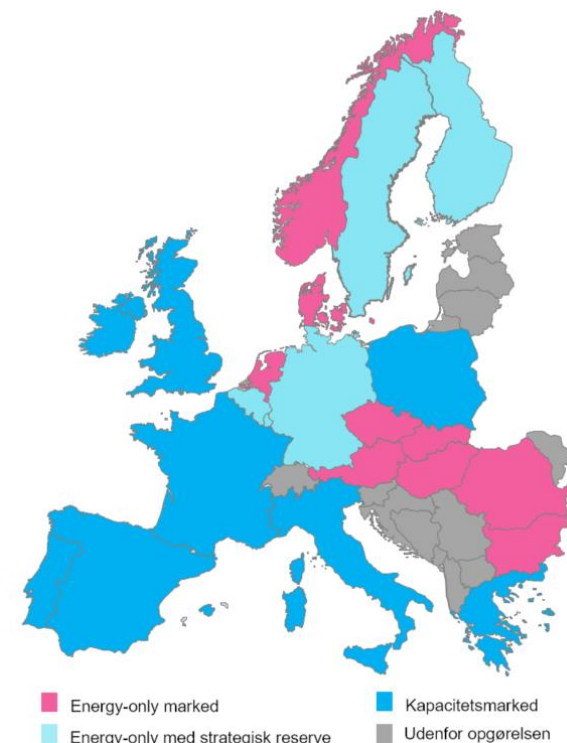 Energy-only marked
Kapacitetsmarked
Energy-only med strategisk reserve
Udenfor opgørelsen